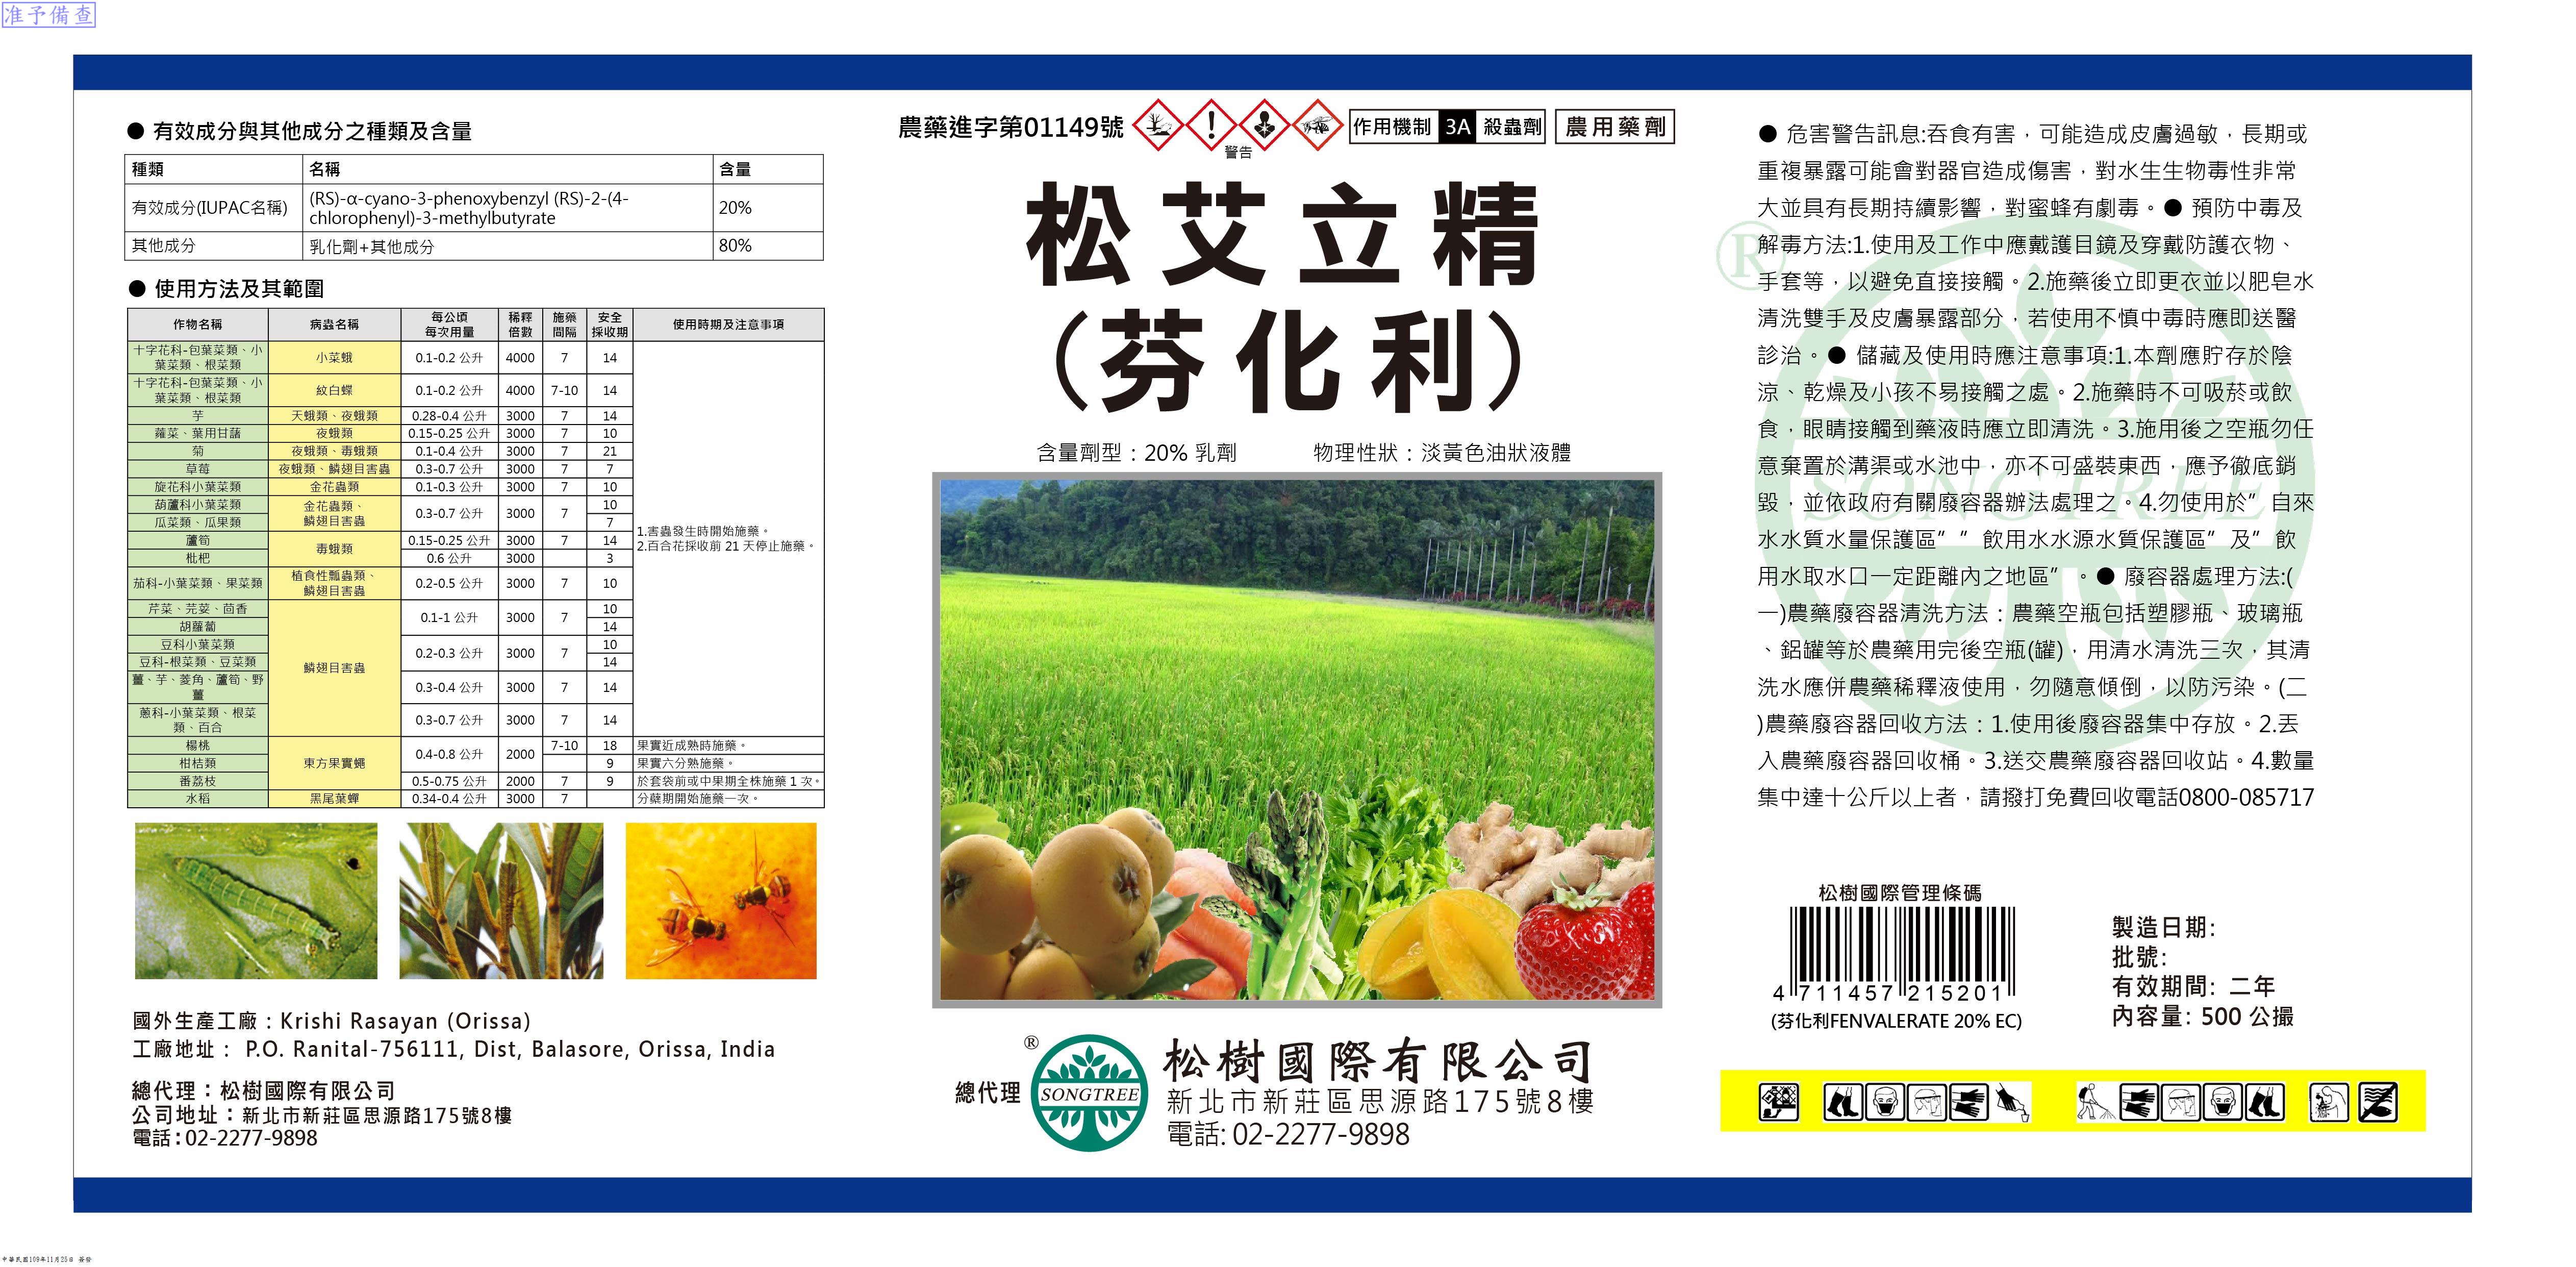 准予備查
● 有效成分與其他成分之種類及含量
種類 名稱 含量
有效成分(IUPAC名稱) (RS)-α-cyano-3-phenoxybenzyl (RS)-2-(4-
chlorophenyl)-3-methylbutyrate 20%
其他成分 乳化劑+其他成分 80%
● 使用方法及其範圍
作物名稱 病蟲名稱 每公頃每次用量 稀釋倍數 施藥間隔 安全採收期 使用時期及注意事項
十字花科-包葉菜類、小葉菜類、根菜類 小菜蛾 0.1-0.2 公升 4000 7 14
十字花科-包葉菜類、小葉菜類、根菜類 紋白蝶 0.1-0.2 公升 4000 7-10 14
芋 天蛾類、夜蛾類 0.28-0.4 公升 3000 7 14
蕹菜、葉用甘藷 夜蛾類 0.15-0.25 公升 3000 7 10
菊 夜蛾類、毒蛾類 0.1-0.4 公升 3000 7 21
草莓 夜蛾類、鱗翅目害蟲 0.3-0.7 公升 3000 7 7
旋花科小葉菜類 金花蟲類 0.1-0.3 公升 3000 7 10
葫蘆科小葉菜類 金花蟲類、鱗翅目害蟲 0.3-0.7 公升 3000 7 10
瓜菜類、瓜果類 7
1.害蟲發生時開始施藥。
2.百合花採收前 21 天停止施藥。
蘆筍 毒蛾類 0.15-0.25 公升 3000 7 14
枇杷 0.6 公升 3000 3
茄科-小葉菜類、果菜類 植食性瓢蟲類、鱗翅目害蟲 0.2-0.5 公升 3000 7 10
芹菜、芫荽、茴香 鱗翅目害蟲 0.1-1 公升 3000 7 10
胡蘿蔔 14
豆科小葉菜類 0.2-0.3 公升 3000 7 10
豆科-根菜類、豆菜類 14
薑、芋、菱角、蘆筍、野薑 0.3-0.4 公升 3000 7 14
蔥科-小葉菜類、根菜類、百合 0.3-0.7 公升 3000 7 14
楊桃 東方果實蠅 0.4-0.8 公升 2000 7-10 18 果實近成熟時施藥。
柑桔類 9 果實六分熟施藥。
番荔枝 0.5-0.75 公升 2000 7 9 於套袋前或中果期全株施藥 1 次。
水稻 黑尾葉蟬 0.34-0.4 公升 3000 7 分蘖期開始施藥一次。
國外生產工廠：Krishi Rasayan (Orissa)
工廠地址： P.O. Ranital-756111, Dist, Balasore, Orissa, India
總代理：松樹國際有限公司
公司地址：新北市新莊區思源路175號8樓
電話:02-2277-9898
農藥進字第01149號 警告 作用機制 3A 殺蟲劑 農用藥劑
松艾立精
(芬化利)
含量劑型：20% 乳劑 物理性狀：淡黃色油狀液體
總代理 ® SONGTREE
松樹國際有限公司
新北市新莊區思源路175號8樓
電話: 02-2277-9898
® SONGTREE
● 危害警告訊息:吞食有害，可能造成皮膚過敏，長期或
重複暴露可能會對器官造成傷害，對水生生物毒性非常
大並具有長期持續影響，對蜜蜂有劇毒。● 預防中毒及
解毒方法:1.使用及工作中應戴護目鏡及穿戴防護衣物、
手套等，以避免直接接觸。2.施藥後立即更衣並以肥皂水
清洗雙手及皮膚暴露部分，若使用不慎中毒時應即送醫
診治。● 儲藏及使用時應注意事項:1.本劑應貯存於陰
涼、乾燥及小孩不易接觸之處。2.施藥時不可吸菸或飲
食，眼睛接觸到藥液時應立即清洗。3.施用後之空瓶勿任
意棄置於溝渠或水池中，亦不可盛裝東西，應予徹底銷
毀，並依政府有關廢容器辦法處理之。4.勿使用於”自來
水水質水量保護區””飲用水水源水質保護區”及”飲
用水取水口一定距離內之地區”。● 廢容器處理方法:(
一)農藥廢容器清洗方法：農藥空瓶包括塑膠瓶、玻璃瓶
、鋁罐等於農藥用完後空瓶(罐)，用清水清洗三次，其清
洗水應併農藥稀釋液使用，勿隨意傾倒，以防污染。(二
)農藥廢容器回收方法：1.使用後廢容器集中存放。2.丟
入農藥廢容器回收桶。3.送交農藥廢容器回收站。4.數量
集中達十公斤以上者，請撥打免費回收電話0800-085717
松樹國際管理條碼
4 711457 215201
(芬化利FENVALERATE 20% EC)
製造日期:
批號:
有效期間: 二年
內容量: 500 公撮
中華民國109年11月25日 簽發